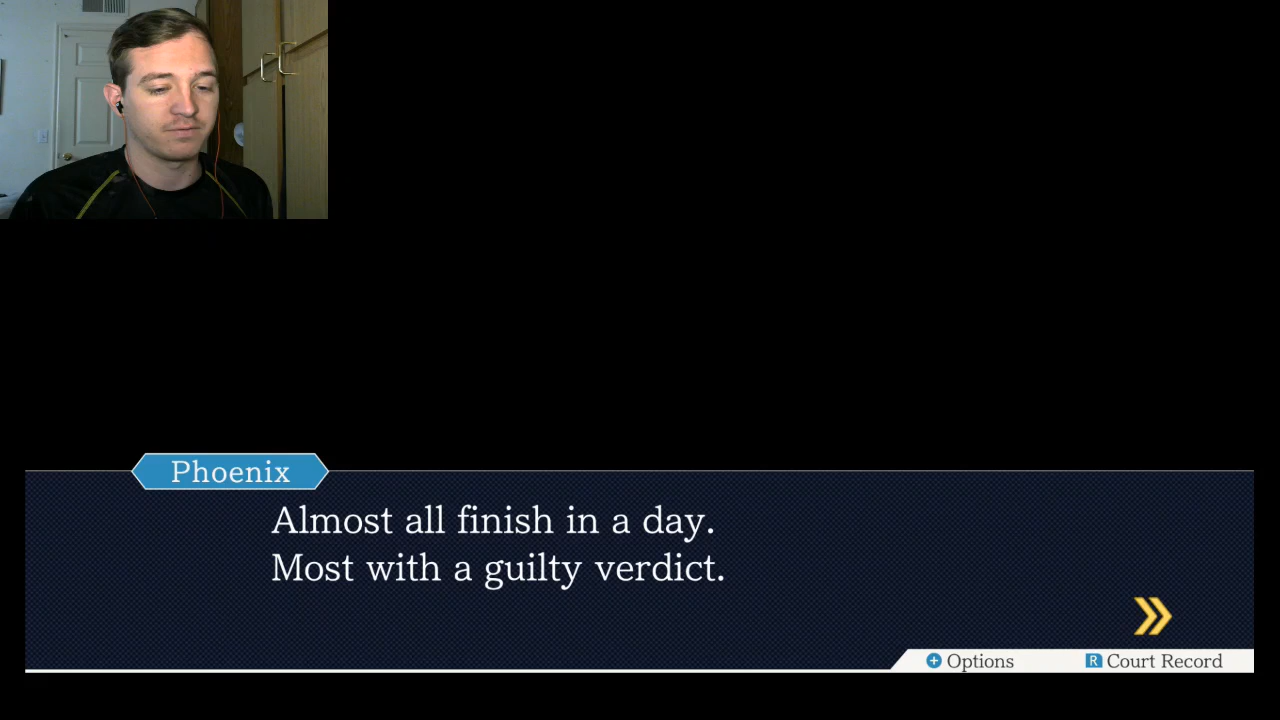 Phoenix
Almost all finish in a day.
Most with a guilty verdict.
+ Options
R Court Record